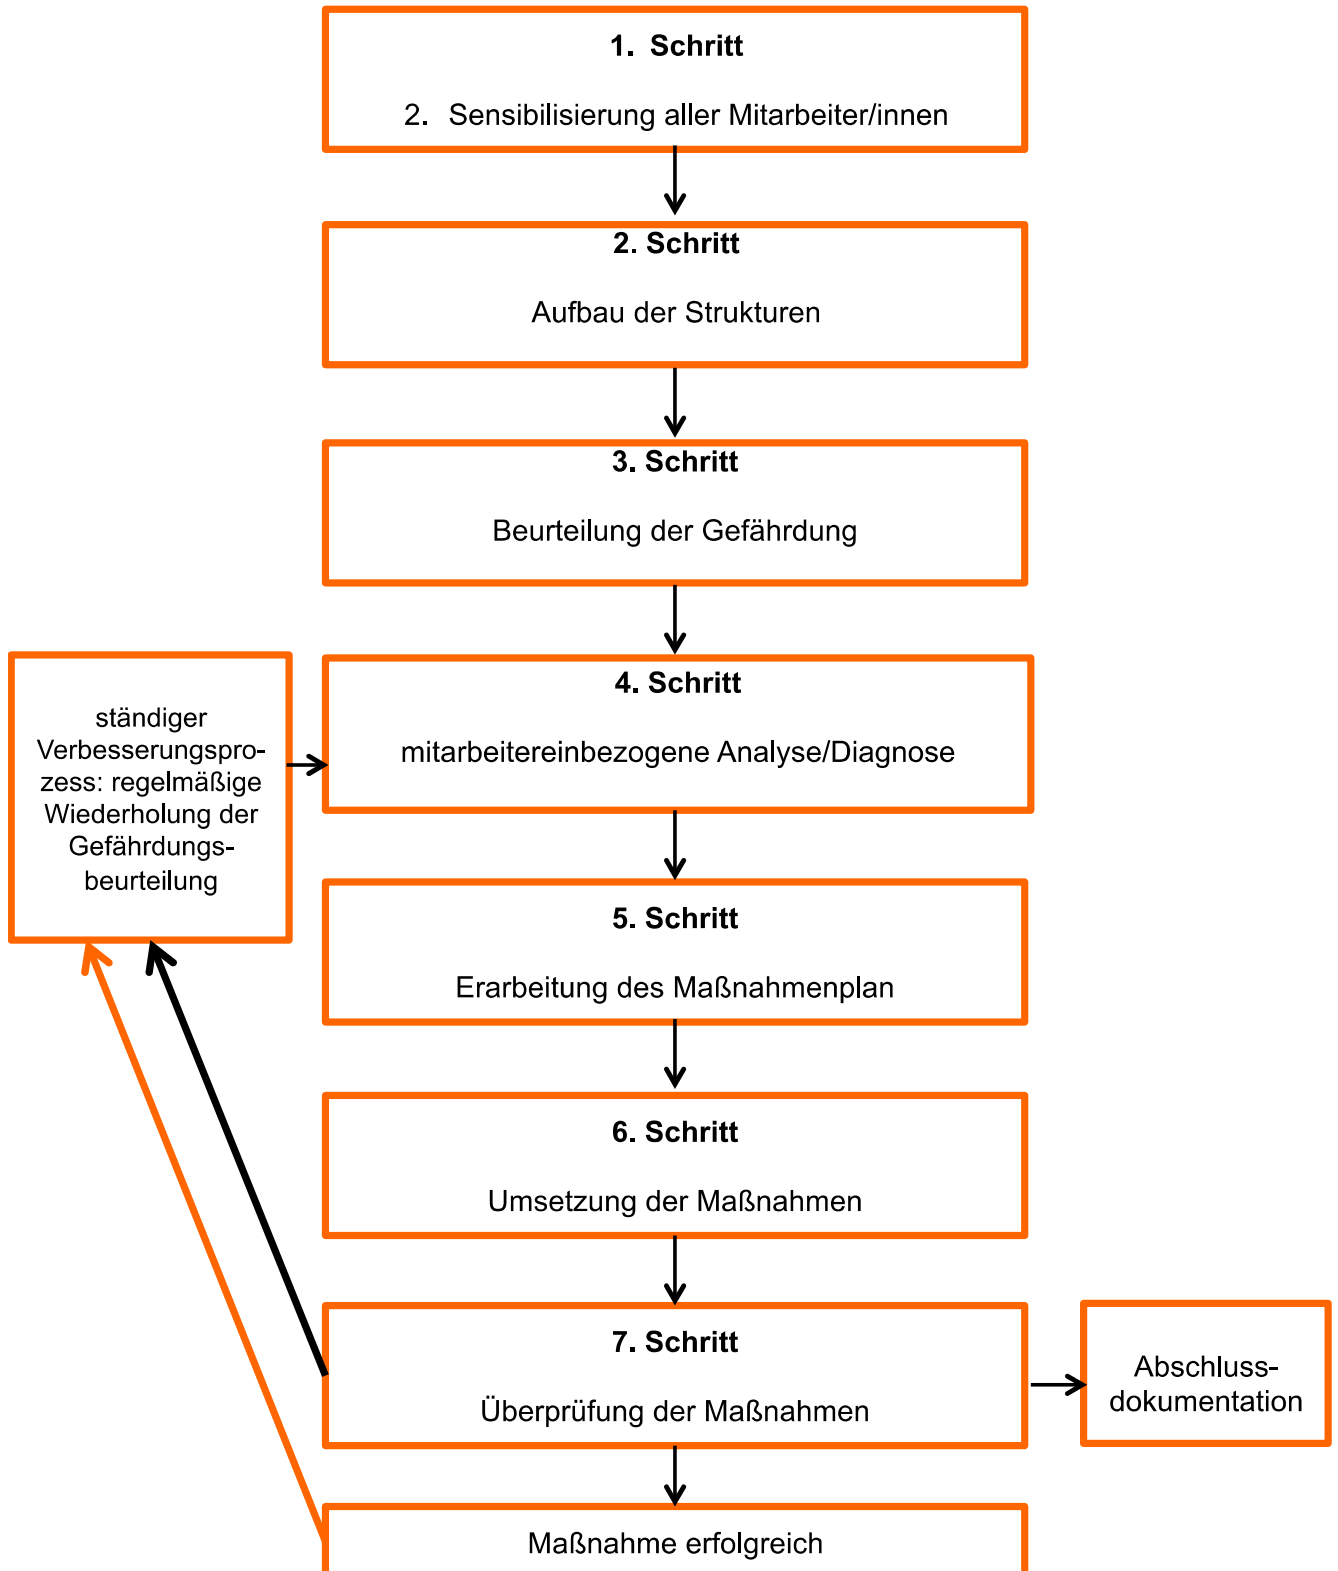 1. Schritt
2. Sensibilisierung aller Mitarbeiter/innen
2. Schritt
Aufbau der Strukturen
3. Schritt
Beurteilung der Gefährdung
4. Schritt
mitarbeitereinbezogene Analyse/Diagnose
ständiger
Verbesserungspro-
zess: regelmäßige
Wiederholung der
Gefährdungs-
beurteilung
5. Schritt
Erarbeitung des Maßnahmenplan
6. Schritt
Umsetzung der Maßnahmen
7. Schritt
Überprüfung der Maßnahmen
Abschluss-
dokumentation
Maßnahme erfolgreich